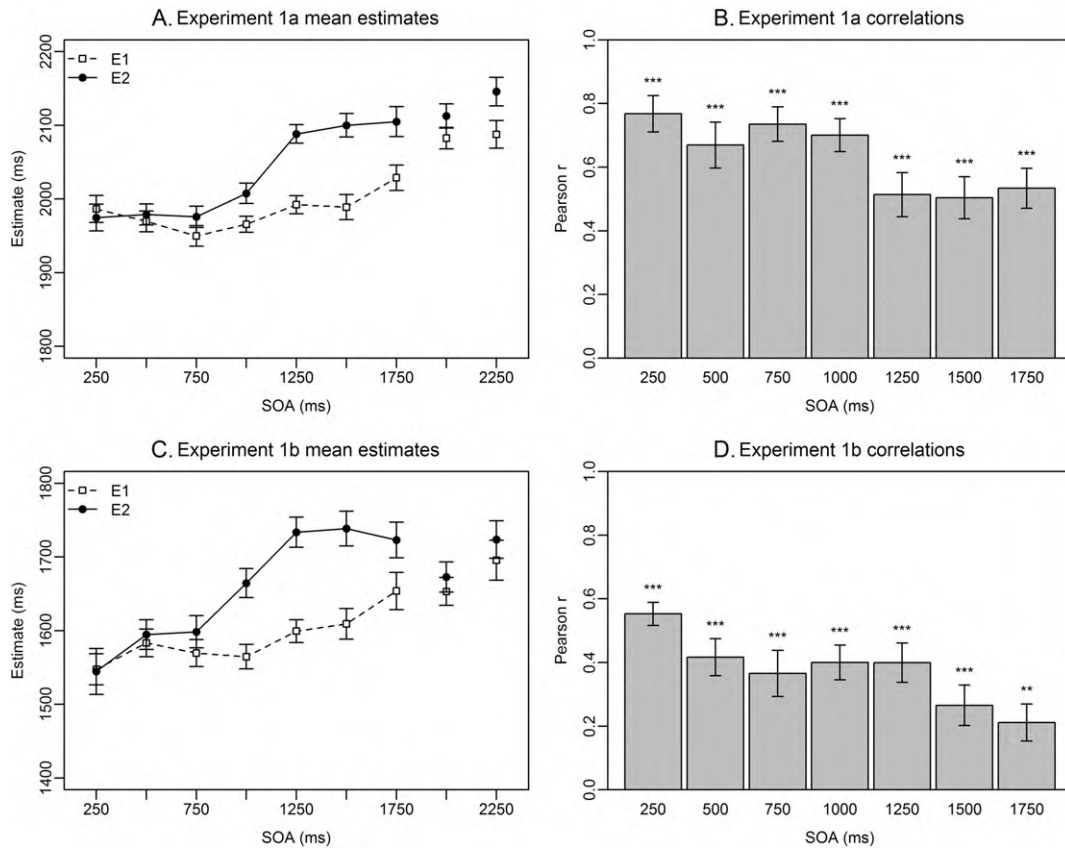 A. Experiment 1a mean estimates
E1
E2
Estimate (ms)
2200
2100
2000
1900
1800
250 750 1250 1750 2250
SOA (ms)
B. Experiment 1a correlations
Pearson r
1.0
0.8
0.6
0.4
0.2
0.0
*** *** *** *** *** *** ***
250 500 750 1000 1250 1500 1750
SOA (ms)
C. Experiment 1b mean estimates
E1
E2
Estimate (ms)
1800
1700
1600
1500
1400
250 750 1250 1750 2250
SOA (ms)
D. Experiment 1b correlations
Pearson r
1.0
0.8
0.6
0.4
0.2
0.0
*** *** *** *** *** *** **
250 500 750 1000 1250 1500 1750
SOA (ms)